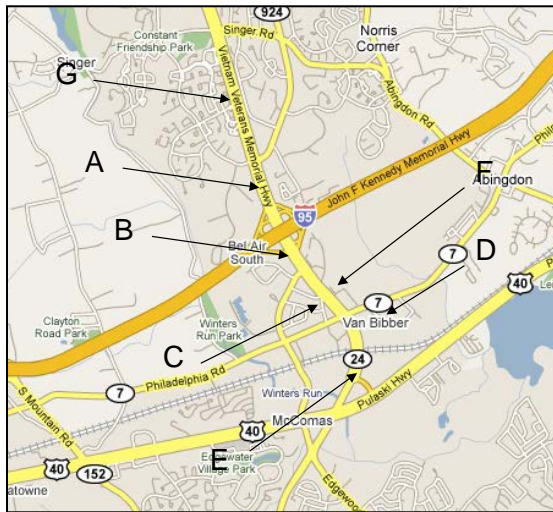 924
Constant
Friendship Park
Singer Rd
Norris
Corner
Singer
G
Vietnam Veterans Memorial Hwy
Abingdon Rd
A
John F Kennedy Memorial Hwy
F
Abingdon
95
B
Bel Air
South
D
7
40
7
Van Bibber
Clayton
Road Park
Winters
Run Park
C
24
7
Philadelphia Rd
Winters Run
Pulaski Hwy
S Mountain Rd
McComas
40
E
Edgewater
Village Park
40
152
atowne
Edgewood